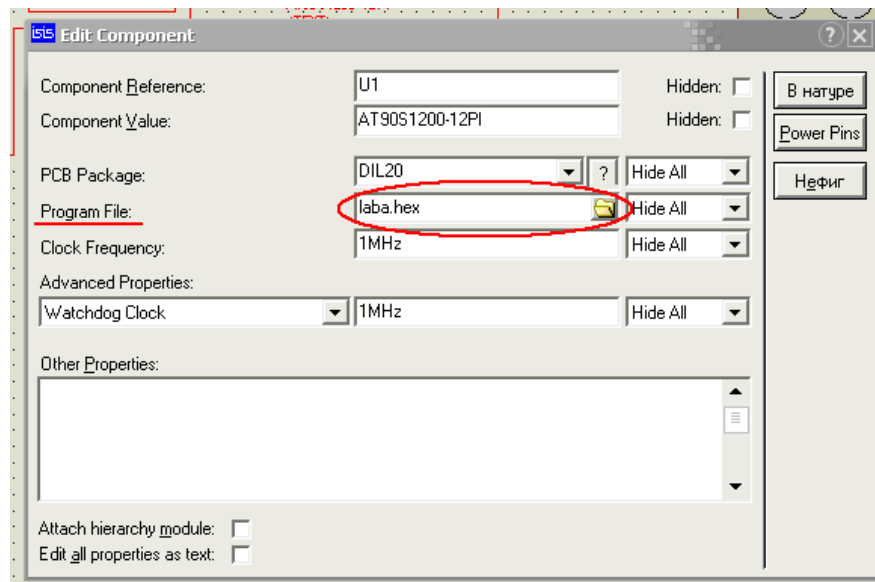 isis Edit Component
Component Reference: U1 Hidden: В натуре
Component Value: AT90S1200-12PI Hidden: Power Pins
PCB Package: DIL20 ? Hide All Нефиг
Program File: laba.hex Hide All
Clock Frequency: 1MHz Hide All
Advanced Properties:
Watchdog Clock 1MHz Hide All
Other Properties:
Attach hierarchy module:
Edit all properties as text: